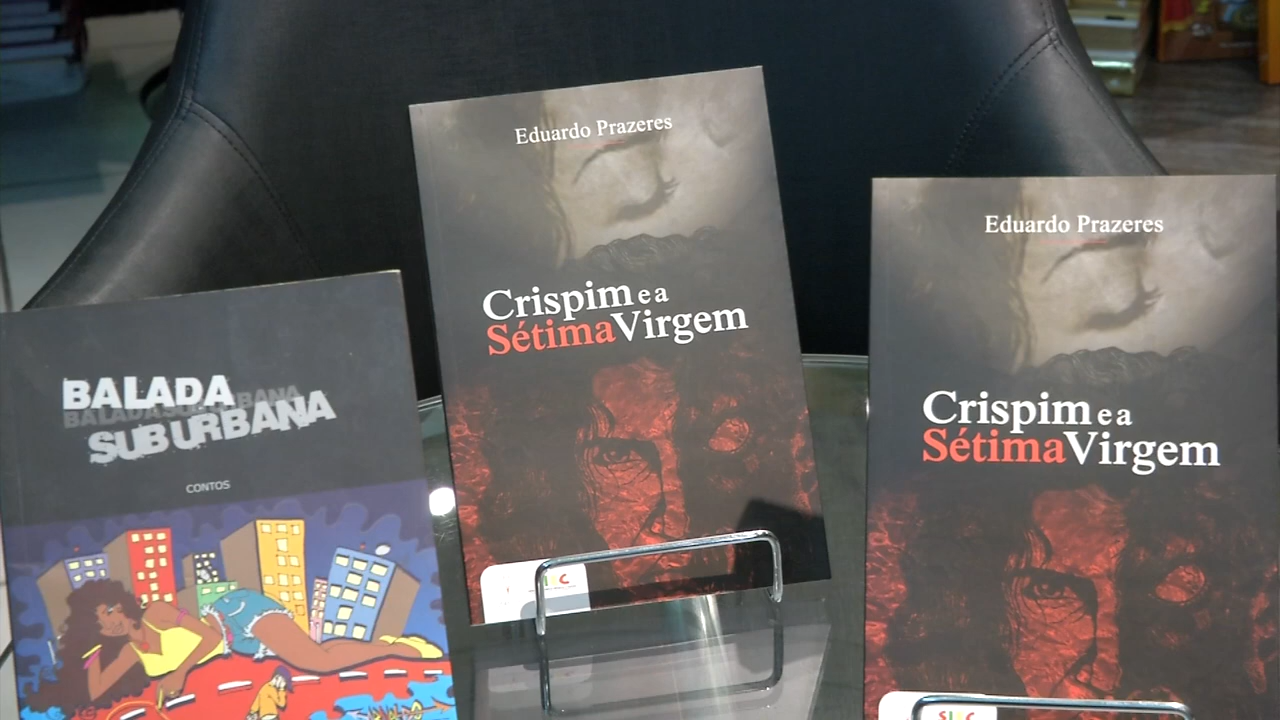 BALADA
SUBURBANA
CONTOS
Eduardo Prazeres
Crispim e a
Sétima Virgem
Eduardo Prazeres
Crispim e a
Sétima Virgem